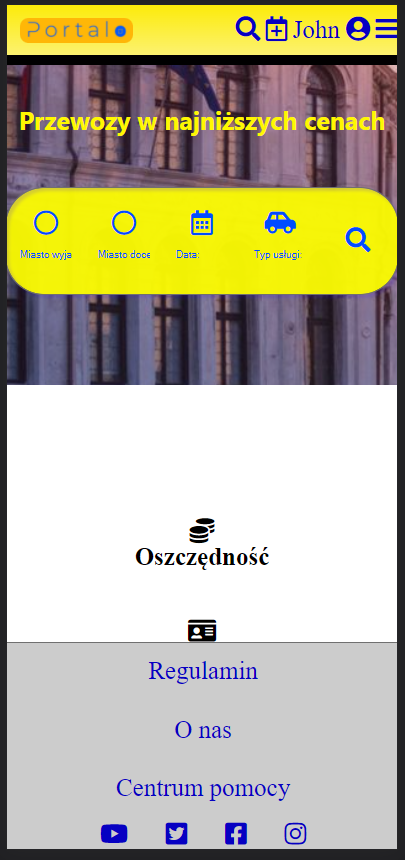 Portal
John
Przewozy w najniższych cenach
Miasto wyja
Miasto doce
Data:
Typ usługi:
Oszczędność
Regulamin
O nas
Centrum pomocy